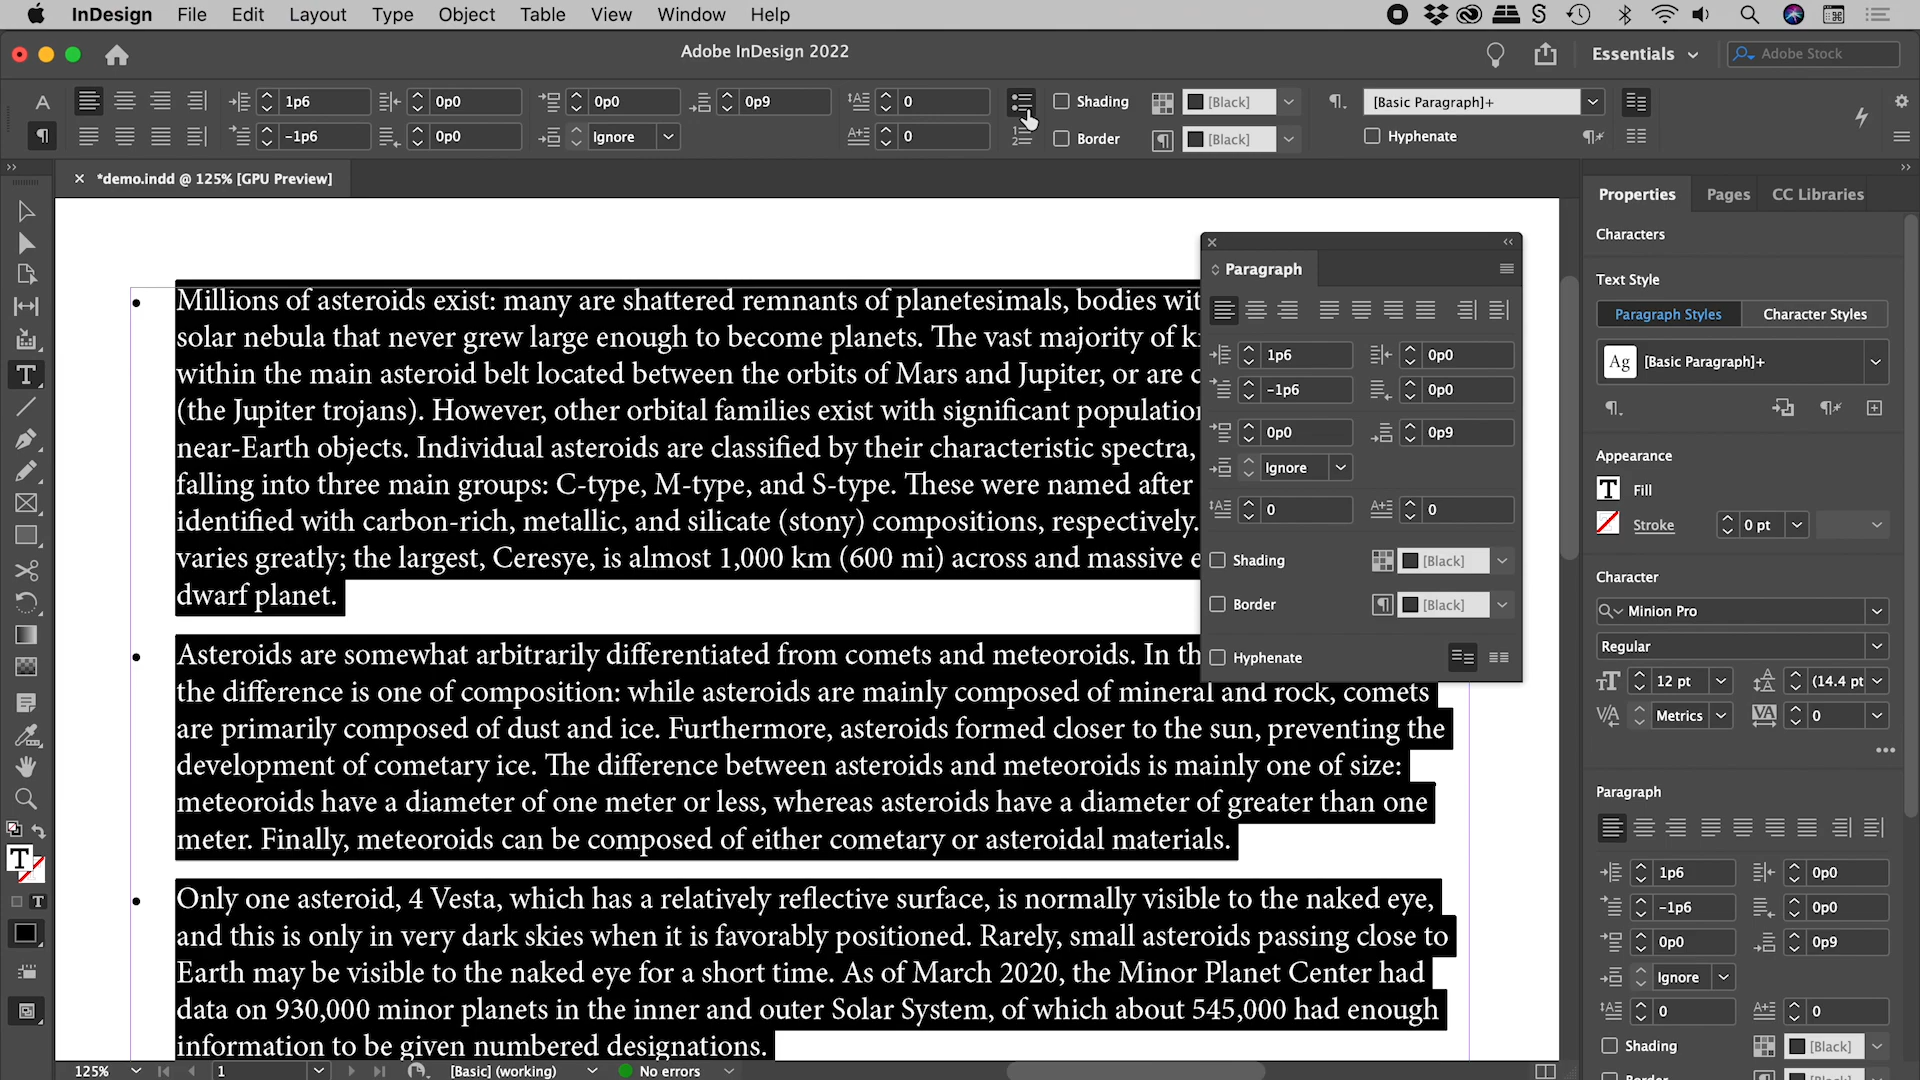 InDesign File Edit Layout Type Object Table View Window Help
Adobe InDesign 2022
Essentials
Adobe Stock
A 1p6 0p0 0p0 0p9 0 Shading [Black] [Basic Paragraph]+
-1p6 0p0 Ignore 0 Border [Black] Hyphenate
*demo.indd @ 125% [GPU Preview]
Millions of asteroids exist: many are shattered remnants of planetesimals, bodies wit
solar nebula that never grew large enough to become planets. The vast majority of k
within the main asteroid belt located between the orbits of Mars and Jupiter, or are c
(the Jupiter trojans). However, other orbital families exist with significant population
near-Earth objects. Individual asteroids are classified by their characteristic spectra,
falling into three main groups: C-type, M-type, and S-type. These were named after
identified with carbon-rich, metallic, and silicate (stony) compositions, respectively.
varies greatly; the largest, Ceresye, is almost 1,000 km (600 mi) across and massive e
dwarf planet.
Asteroids are somewhat arbitrarily differentiated from comets and meteoroids. In th
the difference is one of composition: while asteroids are mainly composed of mineral and rock, comets
are primarily composed of dust and ice. Furthermore, asteroids formed closer to the sun, preventing the
development of cometary ice. The difference between asteroids and meteoroids is mainly one of size:
meteoroids have a diameter of one meter or less, whereas asteroids have a diameter of greater than one
meter. Finally, meteoroids can be composed of either cometary or asteroidal materials.
Only one asteroid, 4 Vesta, which has a relatively reflective surface, is normally visible to the naked eye,
and this is only in very dark skies when it is favorably positioned. Rarely, small asteroids passing close to
Earth may be visible to the naked eye for a short time. As of March 2020, the Minor Planet Center had
data on 930,000 minor planets in the inner and outer Solar System, of which about 545,000 had enough
information to be given numbered designations.
Paragraph
1p6 0p0
-1p6 0p0
0p0 0p9
Ignore
0 0
Shading [Black]
Border [Black]
Hyphenate
Properties Pages CC Libraries
Characters
Text Style
Paragraph Styles Character Styles
Ag [Basic Paragraph]+
Appearance
Fill
Stroke 0 pt
Character
Minion Pro
Regular
12 pt (14.4 pt
Metrics 0
Paragraph
1p6 0p0
-1p6 0p0
0p0 0p9
Ignore
0 0
Shading [Black]
125% 1 [Basic] (working) No errors